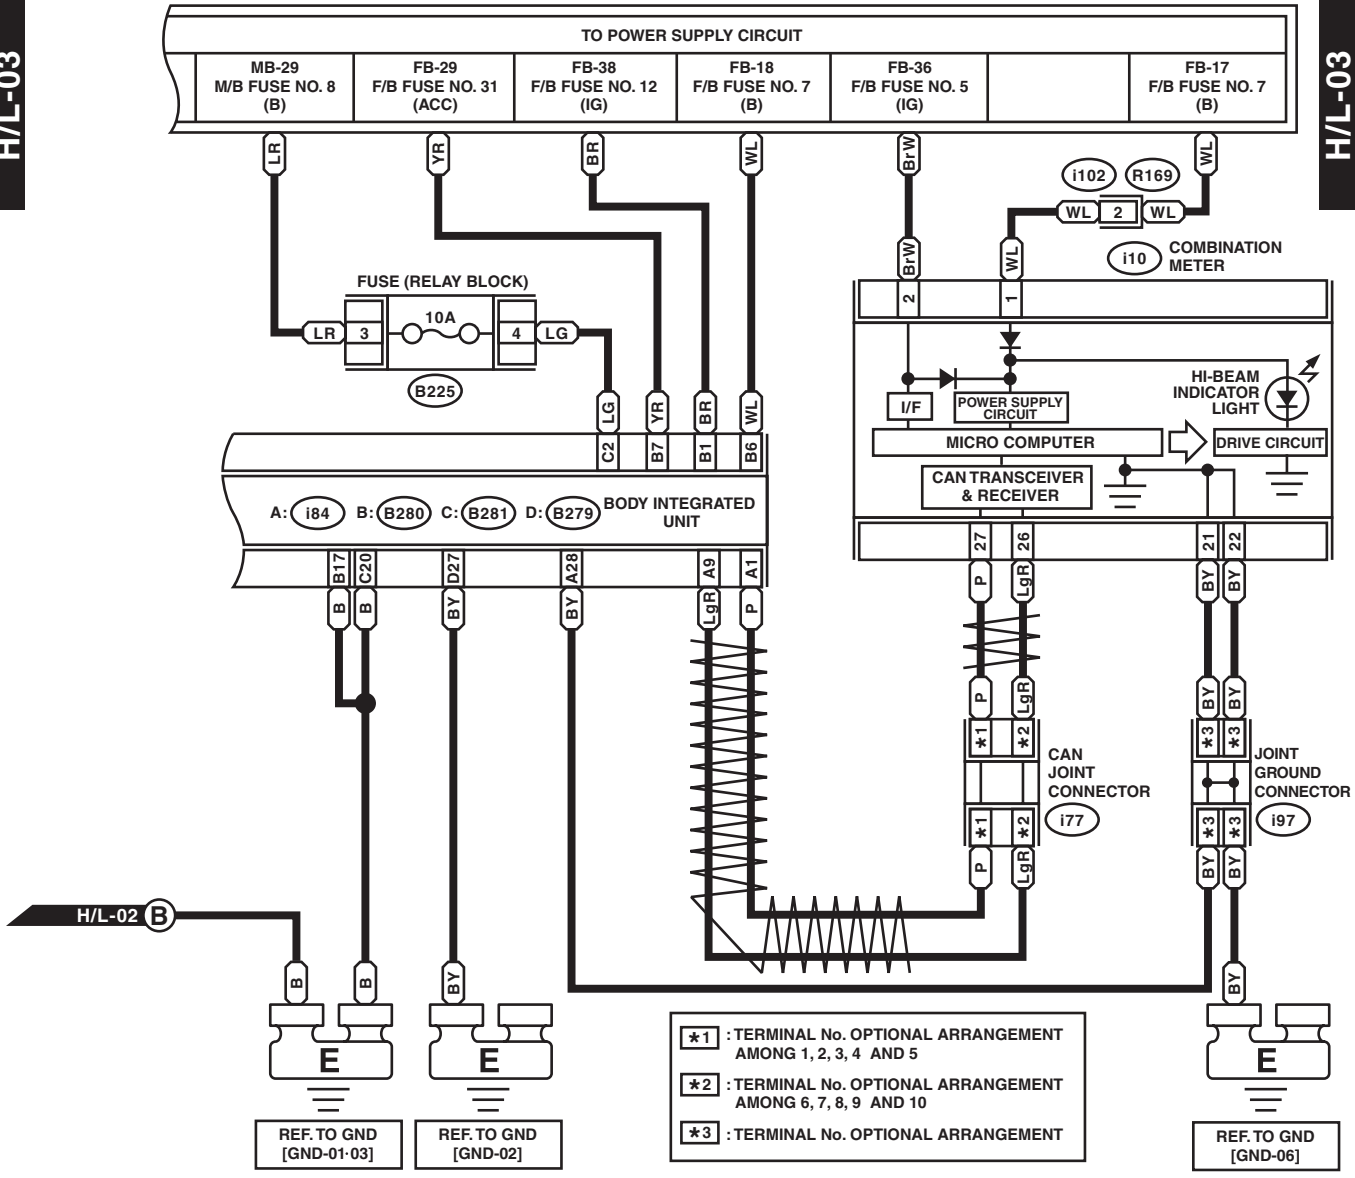 H/L-03
H/L-03
TO POWER SUPPLY CIRCUIT
MB-29
M/B FUSE NO. 8
(B)
FB-29
F/B FUSE NO. 31
(ACC)
FB-38
F/B FUSE NO. 12
(IG)
FB-18
F/B FUSE NO. 7
(B)
FB-36
F/B FUSE NO. 5
(IG)
FB-17
F/B FUSE NO. 7
(B)
LR
YR
BR
WL
BrW
WL
i102
R169
WL
2
WL
BrW
WL
i10
COMBINATION
METER
2
1
FUSE (RELAY BLOCK)
LR
3
10A
4
LG
B225
HI-BEAM
INDICATOR
LIGHT
I/F
POWER SUPPLY
CIRCUIT
MICRO COMPUTER
DRIVE CIRCUIT
CAN TRANSCEIVER
& RECEIVER
LG
YR
BR
WL
C2
B7
B1
B6
A:
i84
B:
B280
C:
B281
D:
B279
BODY INTEGRATED
UNIT
B17
C20
D27
A28
A9
A1
B
B
BY
BY
LgR
P
27
26
21
22
P
LgR
BY
BY
P
LgR
BY
BY
*1
*2
*3
*3
CAN
JOINT
CONNECTOR
i77
JOINT
GROUND
CONNECTOR
i97
*1
*2
*3
*3
P
LgR
BY
BY
H/L-02
B
B
B
BY
BY
E
E
E
REF. TO GND
[GND-01·03]
REF. TO GND
[GND-02]
REF. TO GND
[GND-06]
*1 : TERMINAL No. OPTIONAL ARRANGEMENT
AMONG 1, 2, 3, 4 AND 5
*2 : TERMINAL No. OPTIONAL ARRANGEMENT
AMONG 6, 7, 8, 9 AND 10
*3 : TERMINAL No. OPTIONAL ARRANGEMENT